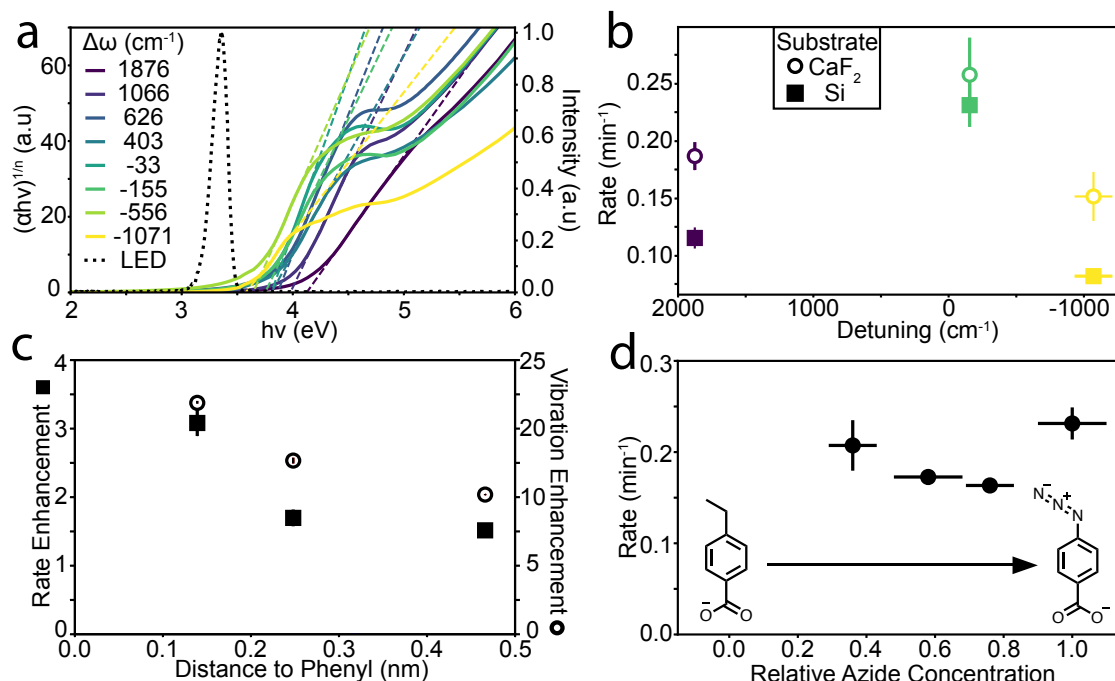 a
Δω (cm⁻¹)
1876
1066
626
403
-33
-155
-556
-1071
LED
60
40
20
0
(αhν)^1/n (a.u)
2
3
4
5
6
hν (eV)
1.0
0.8
0.6
0.4
0.2
0.0
Intensity (a.u)
b
Substrate
CaF₂
Si
0.25
0.20
0.15
0.10
Rate (min⁻¹)
2000
1000
0
-1000
Detuning (cm⁻¹)
c
4
3
2
1
0
Rate Enhancement
0.0
0.1
0.2
0.3
0.4
0.5
Distance to Phenyl (nm)
25
20
15
10
5
0
Vibration Enhancement
d
0.3
0.2
0.1
0.0
Rate (min⁻¹)
0.0
0.2
0.4
0.6
0.8
1.0
Relative Azide Concentration
⁻O
O
N⁻
N⁺
N
O
O⁻